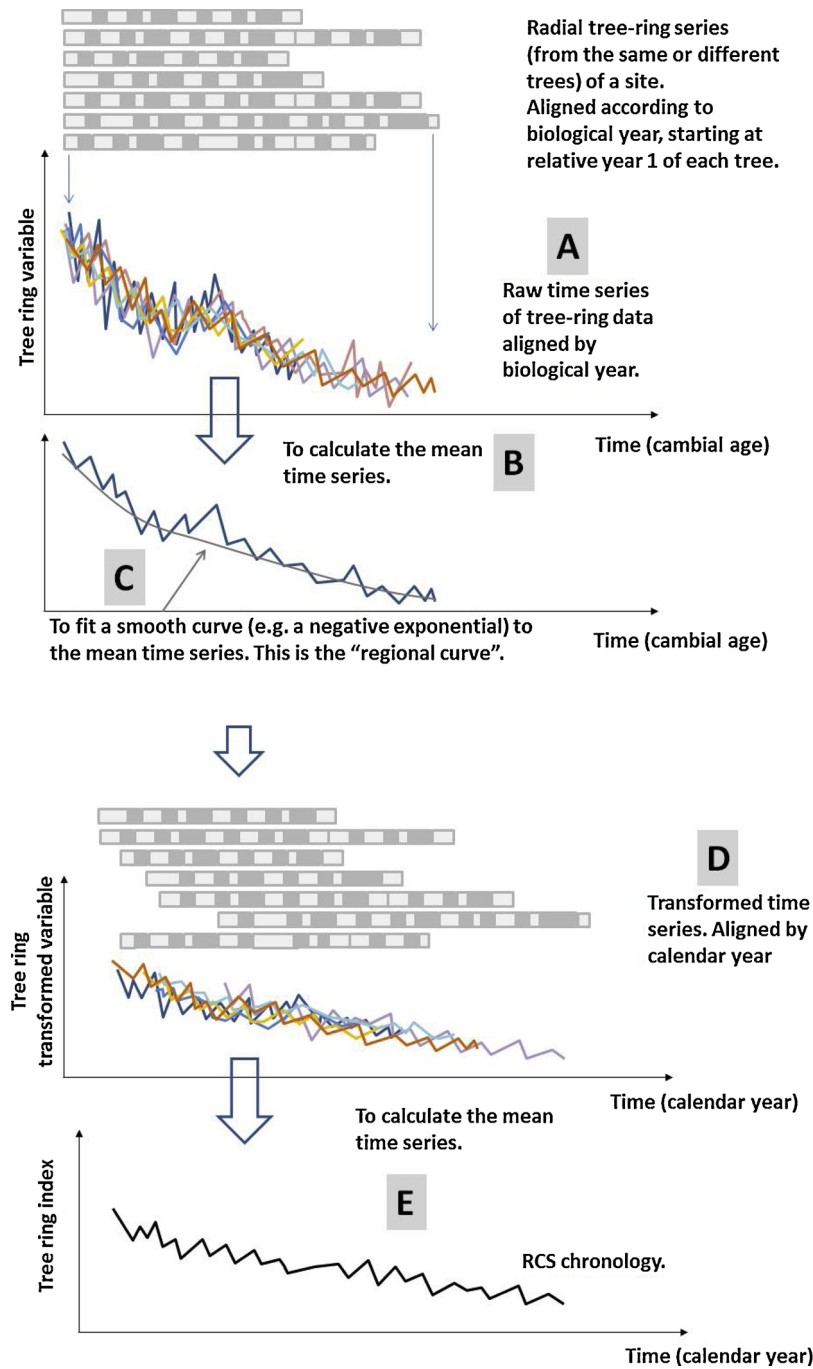 Radial tree-ring series
(from the same or different
trees) of a site.
Aligned according to
biological year, starting at
relative year 1 of each tree.
Tree ring variable
A
Raw time series
of tree-ring data
aligned by
biological year.
Time (cambial age)
To calculate the mean
time series.
B
C
To fit a smooth curve (e.g. a negative exponential) to
the mean time series. This is the “regional curve”.
Time (cambial age)
D
Transformed time
series. Aligned by
calendar year
Tree ring
transformed variable
Time (calendar year)
To calculate the mean
time series.
Tree ring index
E
RCS chronology.
Time (calendar year)